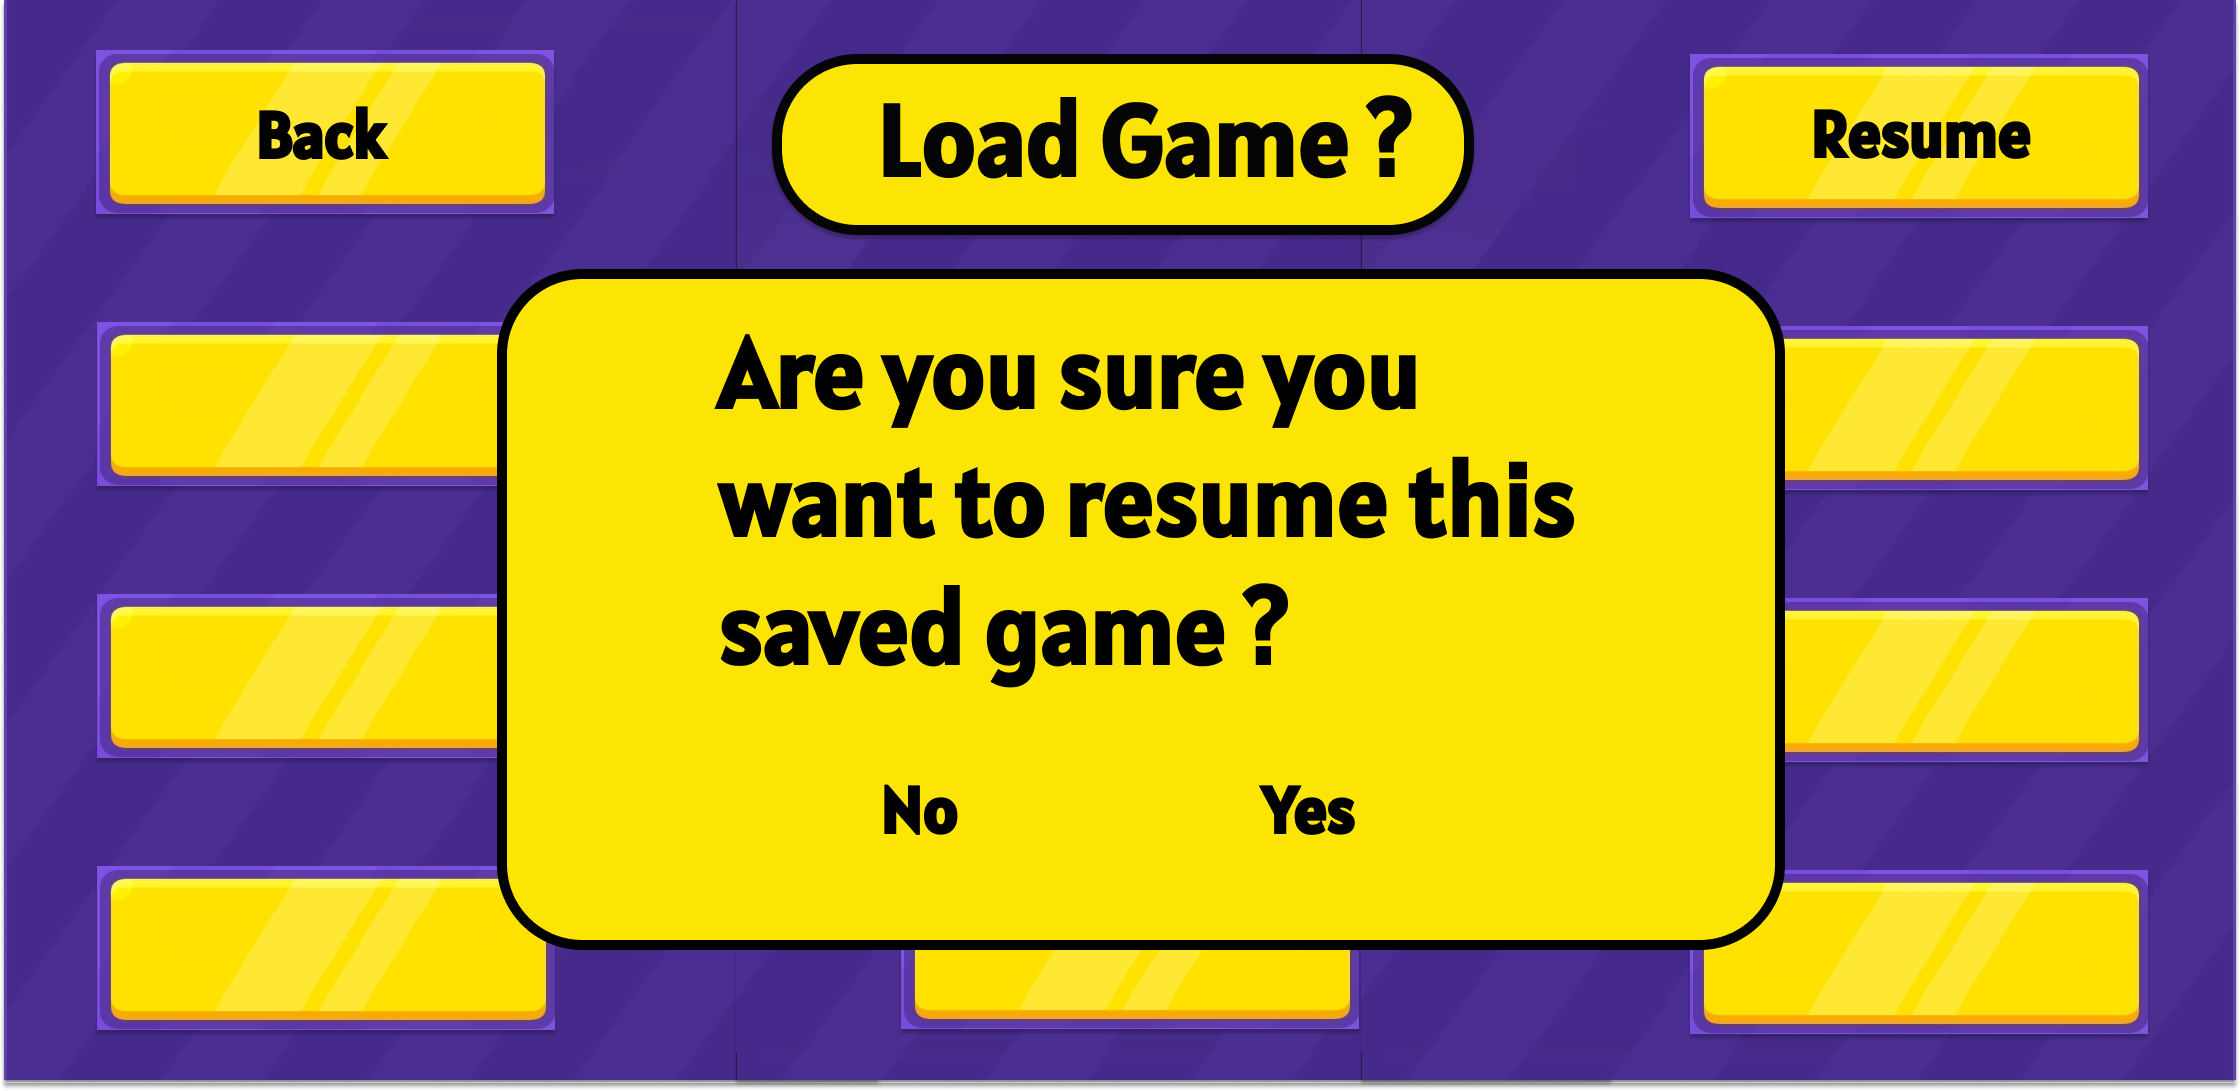 Back
Load Game ?
Resume
Are you sure you
want to resume this
saved game ?
No
Yes